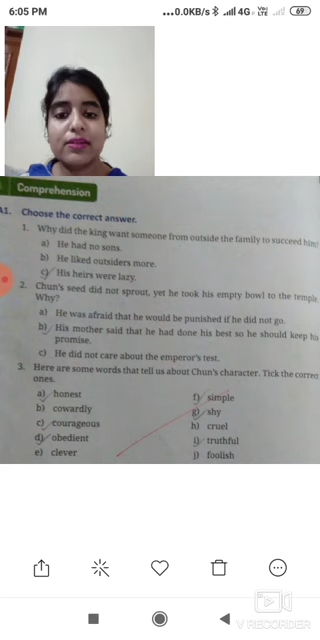 6:05 PM
...0.0KB/s 4G VoLTE 69
Comprehension
A1. Choose the correct answer.
1. Why did the king want someone from outside the family to succeed him?
a) He had no sons.
b) He liked outsiders more.
c) His heirs were lazy.
2. Chun's seed did not sprout, yet he took his empty bowl to the temple.
Why?
a) He was afraid that he would be punished if he did not go.
b) His mother said that he had done his best so he should keep his
promise.
c) He did not care about the emperor's test.
3. Here are some words that tell us about Chun's character. Tick the correct
ones.
a) honest
b) cowardly
c) courageous
d) obedient
e) clever
f) simple
g) shy
h) cruel
i) truthful
j) foolish
V RECORDER